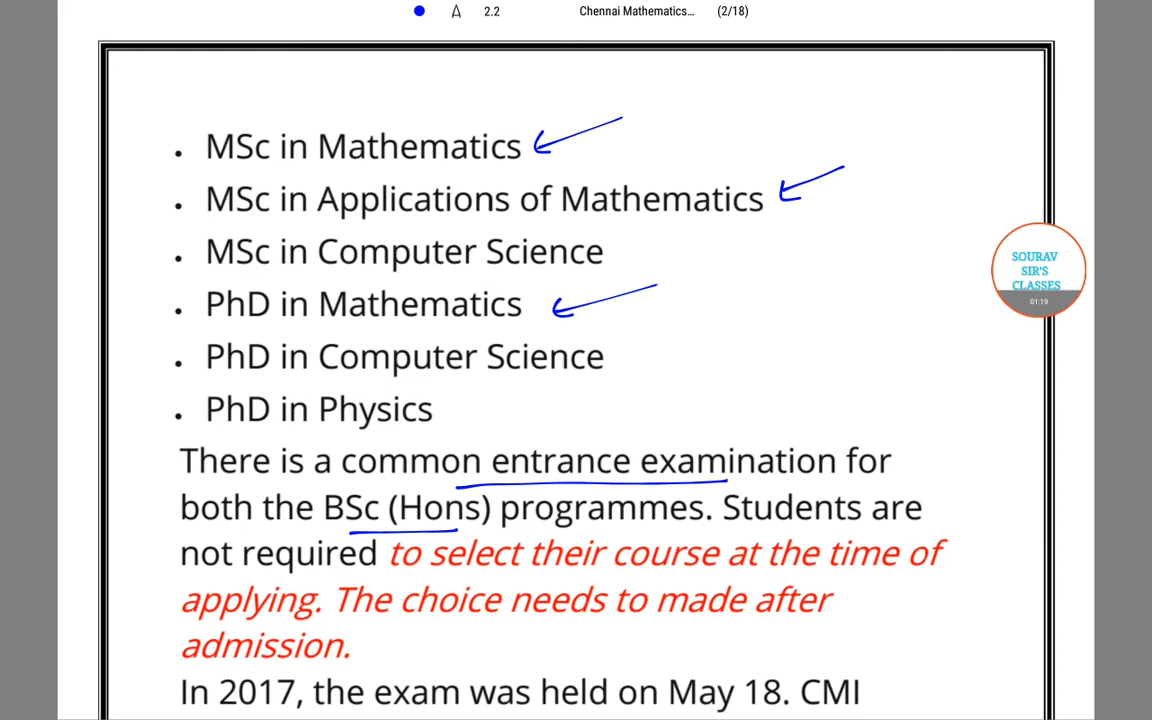 2.2 Chennai Mathematics... (2/18)
• MSc in Mathematics
• MSc in Applications of Mathematics
• MSc in Computer Science
• PhD in Mathematics
• PhD in Computer Science
• PhD in Physics
There is a common entrance examination for
both the BSc (Hons) programmes. Students are
not required to select their course at the time of
applying. The choice needs to made after
admission.
In 2017, the exam was held on May 18. CMI
SOURAV
SIR'S
CLASSES
01:19